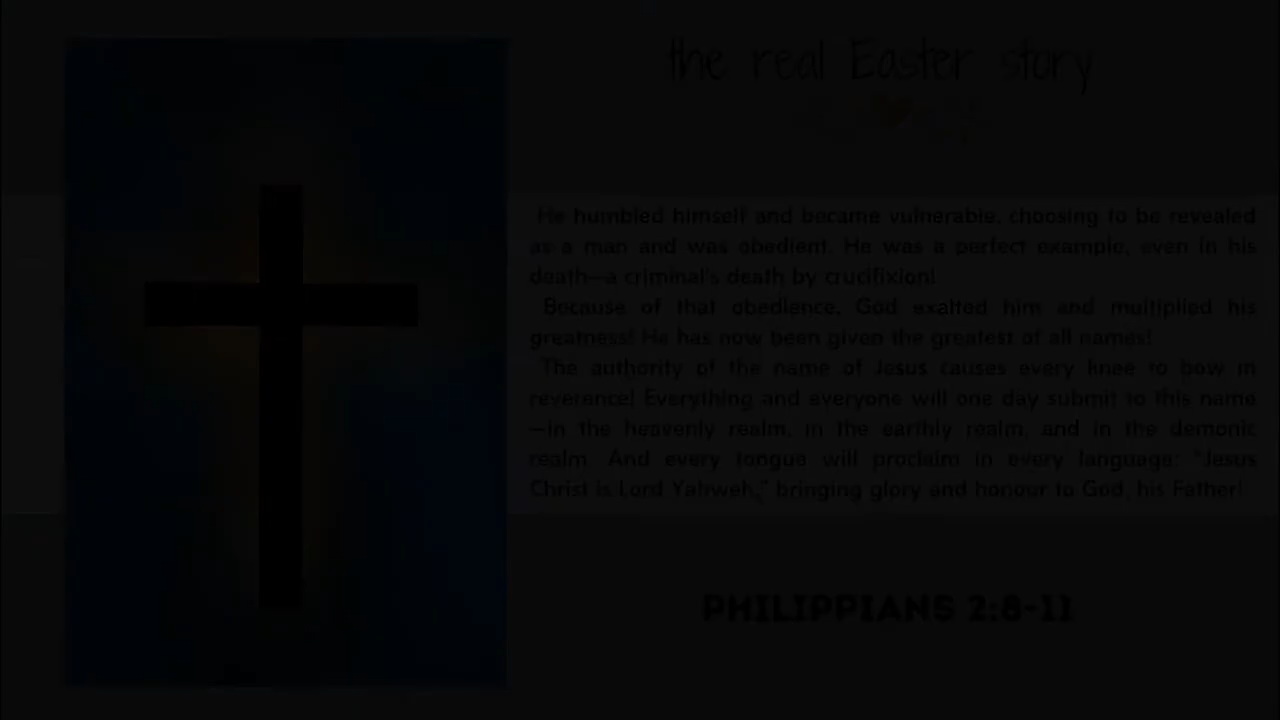 the real Easter story
He humbled himself and became vulnerable, choosing to be revealed
as a man and was obedient. He was a perfect example, even in his
death—a criminal's death by crucifixion!
Because of that obedience, God exalted him and multiplied his
greatness! He has now been given the greatest of all names!
The authority of the name of Jesus causes every knee to bow in
reverence! Everything and everyone will one day submit to this name
—in the heavenly realm, in the earthly realm, and in the demonic
realm. And every tongue will proclaim in every language: "Jesus
Christ is Lord Yahweh," bringing glory and honour to God, his Father!
PHILIPPIANS 2:8-11